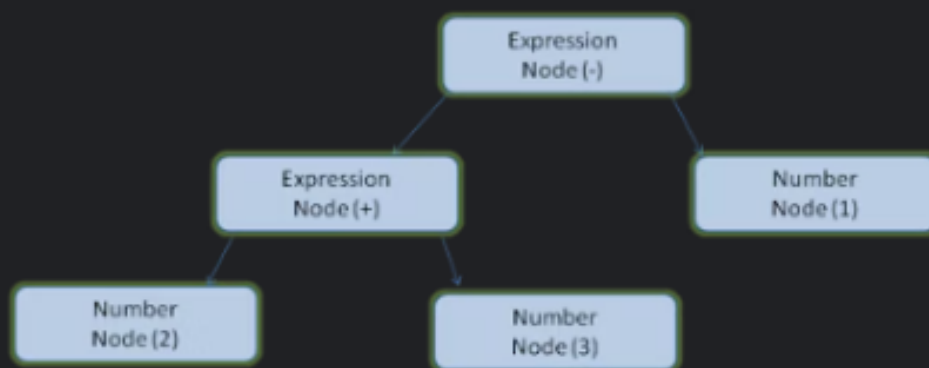 Expression
Node (-)
Expression
Node (+)
Number
Node (1)
Number
Node (2)
Number
Node (3)